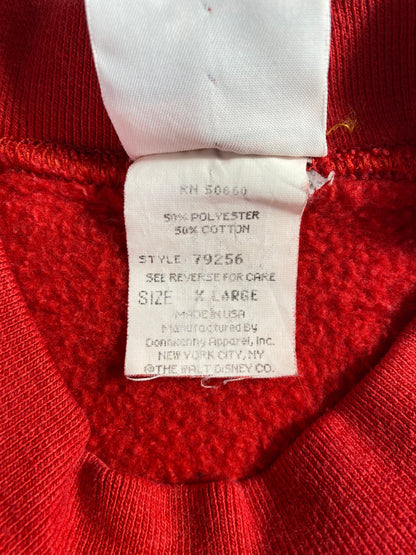 RN 50660
50% POLYESTER
50% COTTON
STYLE 79256
SEE REVERSE FOR CARE
SIZE X LARGE
MADE IN USA
Manufactured By
Donnkenny Apparel, Inc.
NEW YORK CITY, NY
©THE WALT DISNEY CO.